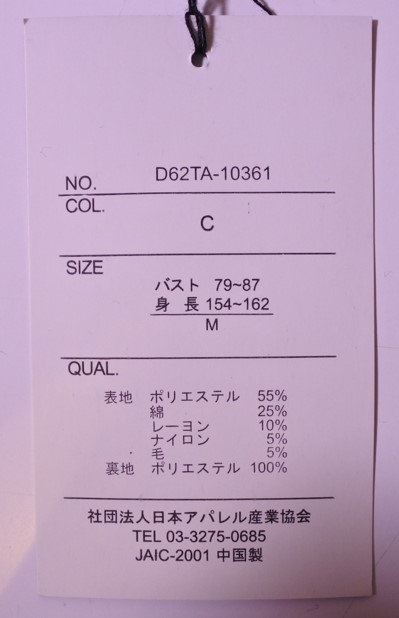 NO. D62TA-10361
COL.
C
SIZE
バスト 79~87
身 長 154~162
M
QUAL.
表地 ポリエステル 55%
綿 25%
レーヨン 10%
ナイロン 5%
毛 5%
裏地 ポリエステル 100%
社団法人日本アパレル産業協会
TEL 03-3275-0685
JAIC-2001 中国製